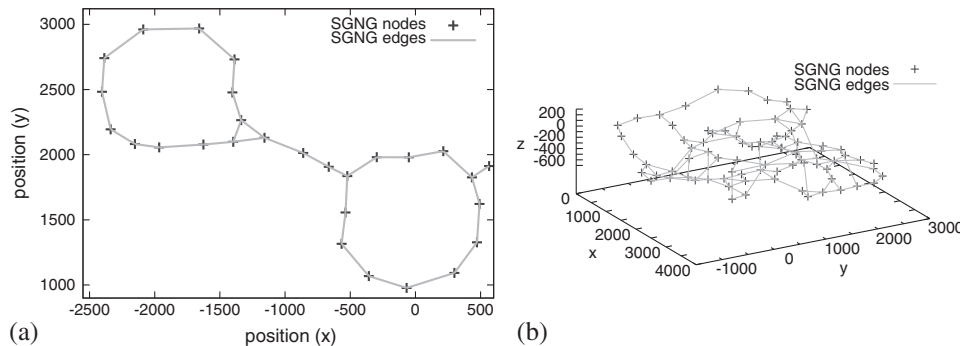 3000
2500
2000
1500
1000
position (y)
SGNG nodes
SGNG edges
-2500 -2000 -1500 -1000 -500 0 500
position (x)
(a)
SGNG nodes
SGNG edges
200
0
-200
-400
-600
z
0
1000
2000
3000
4000
x
-1000 0 1000 2000 3000
y
(b)